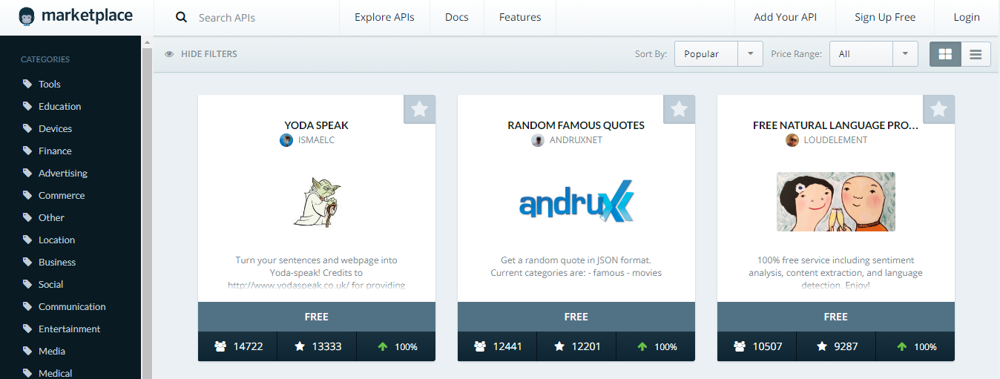 marketplace
Search APIs
Explore APIs
Docs
Features
Add Your API
Sign Up Free
Login
CATEGORIES
Tools
Education
Devices
Finance
Advertising
Commerce
Other
Location
Business
Social
Communication
Entertainment
Media
Medical
HIDE FILTERS
Sort By:
Popular
Price Range:
All
YODA SPEAK
ISMAELC
Turn your sentences and webpage into
Yoda-speak! Credits to
http://www.yodaspeak.co.uk/ for providing
FREE
14722
13333
100%
RANDOM FAMOUS QUOTES
ANDRUXNET
andrux
Get a random quote in JSON format.
Current categories are: - famous - movies
FREE
12441
12201
100%
FREE NATURAL LANGUAGE PRO...
LOUDELEMENT
100% free service including sentiment
analysis, content extraction, and language
detection. Enjoy!
FREE
10507
9287
100%